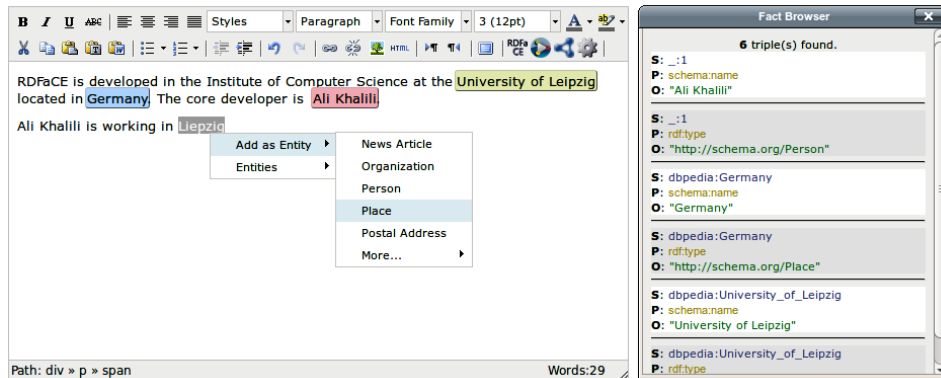 B I U ABC Styles Paragraph Font Family 3 (12pt) A ab
HTML RDFa CE
RDFaCE is developed in the Institute of Computer Science at the University of Leipzig
located in Germany. The core developer is Ali Khalili.
Ali Khalili is working in Liepzig
Add as Entity
Entities
News Article
Organization
Person
Place
Postal Address
More...
Path: div » p » span Words:29
Fact Browser X
6 triple(s) found.
S: _:1
P: schema:name
O: "Ali Khalili"
S: _:1
P: rdf:type
O: "http://schema.org/Person"
S: dbpedia:Germany
P: schema:name
O: "Germany"
S: dbpedia:Germany
P: rdf:type
O: "http://schema.org/Place"
S: dbpedia:University_of_Leipzig
P: schema:name
O: "University of Leipzig"
S: dbpedia:University_of_Leipzig
P: rdf:type